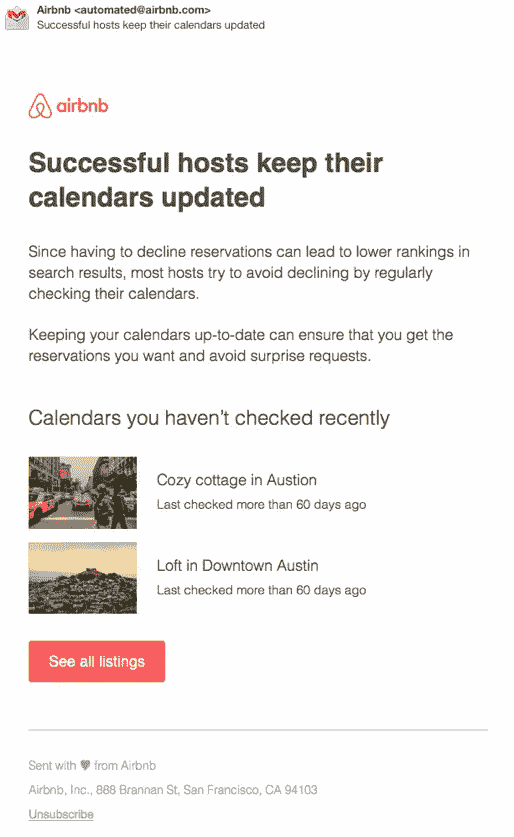 Airbnb <automated@airbnb.com>
Successful hosts keep their calendars updated
airbnb
Successful hosts keep their
calendars updated
Since having to decline reservations can lead to lower rankings in
search results, most hosts try to avoid declining by regularly
checking their calendars.
Keeping your calendars up-to-date can ensure that you get the
reservations you want and avoid surprise requests.
Calendars you haven't checked recently
Cozy cottage in Austion
Last checked more than 60 days ago
Loft in Downtown Austin
Last checked more than 60 days ago
See all listings
Sent with ♥ from Airbnb
Airbnb, Inc., 888 Brannan St, San Francisco, CA 94103
Unsubscribe